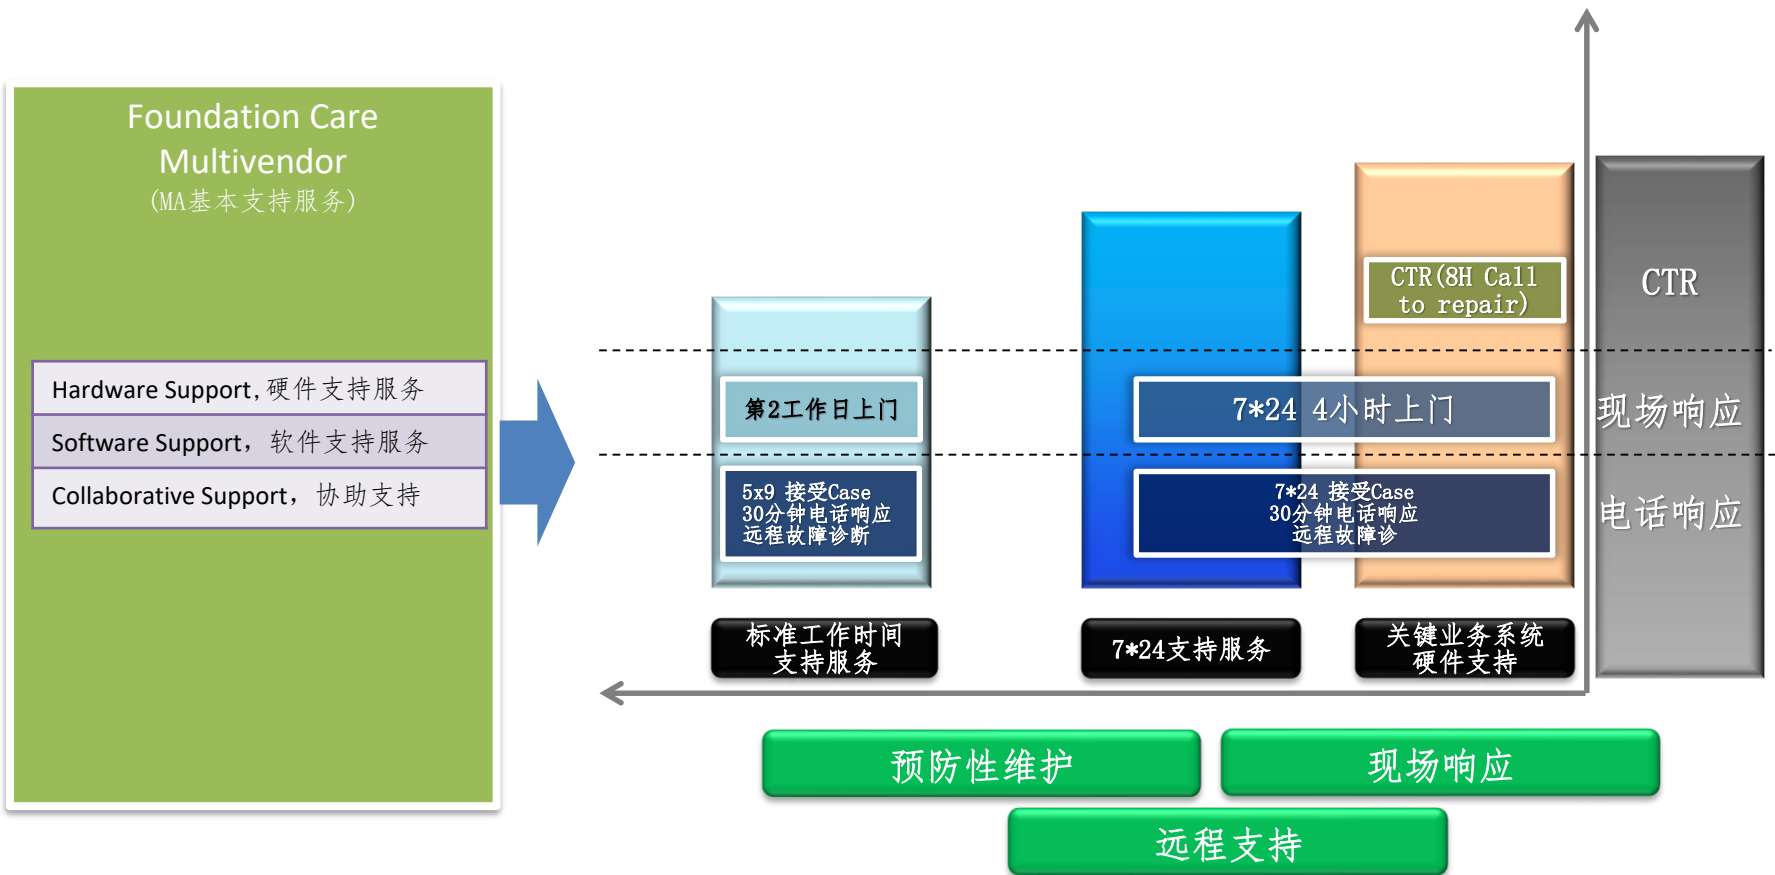 Foundation Care
Multivendor
(MA基本支持服务)
Hardware Support,硬件支持服务
Software Support，软件支持服务
Collaborative Support，协助支持
CTR(8H Call
to repair)
CTR
第2工作日上门
7*24 4小时上门
现场响应
5x9 接受Case
30分钟电话响应
远程故障诊断
7*24 接受Case
30分钟电话响应
远程故障诊
电话响应
标准工作时间
支持服务
7*24支持服务
关键业务系统
硬件支持
预防性维护
现场响应
远程支持